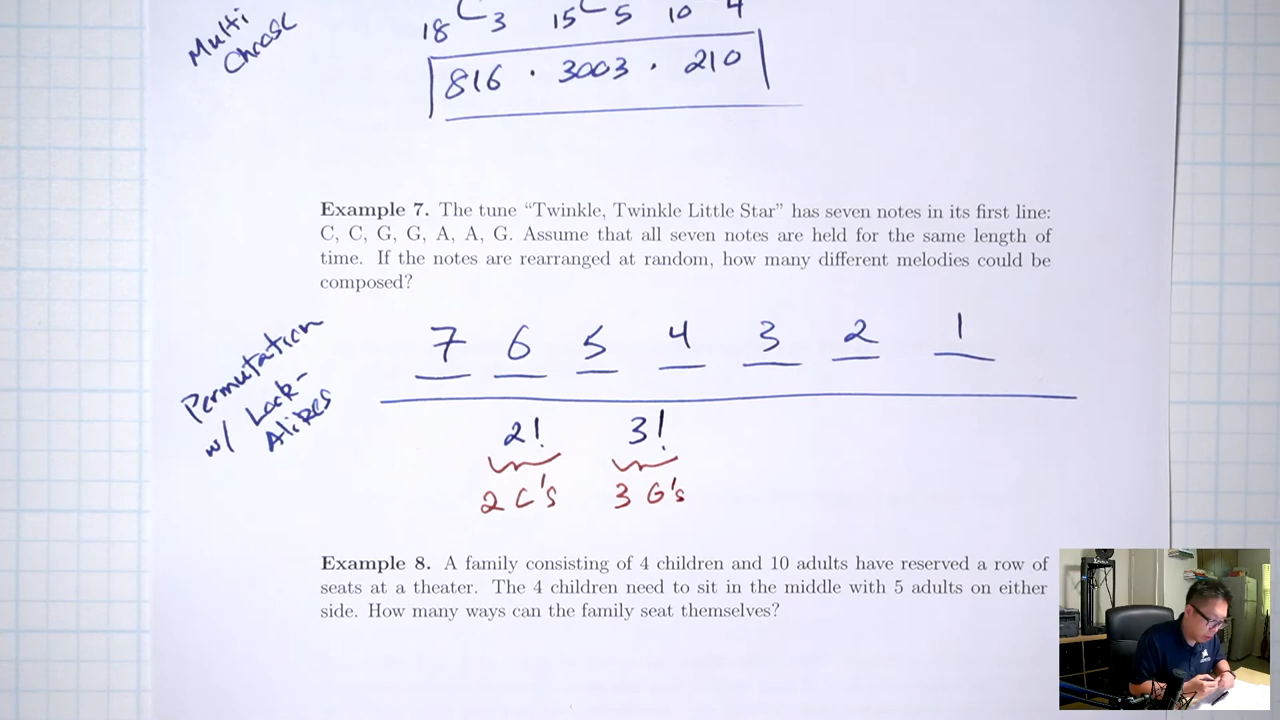 Multi
Choose
18 C 3 15 C 5 10 4
816 · 3003 · 210
Example 7. The tune “Twinkle, Twinkle Little Star” has seven notes in its first line:
C, C, G, G, A, A, G. Assume that all seven notes are held for the same length of
time. If the notes are rearranged at random, how many different melodies could be
composed?
Permutation
w/ Look-
Alikes
7 6 5 4 3 2 1
2! 3!
2 C's 3 G's
Example 8. A family consisting of 4 children and 10 adults have reserved a row of
seats at a theater. The 4 children need to sit in the middle with 5 adults on either
side. How many ways can the family seat themselves?